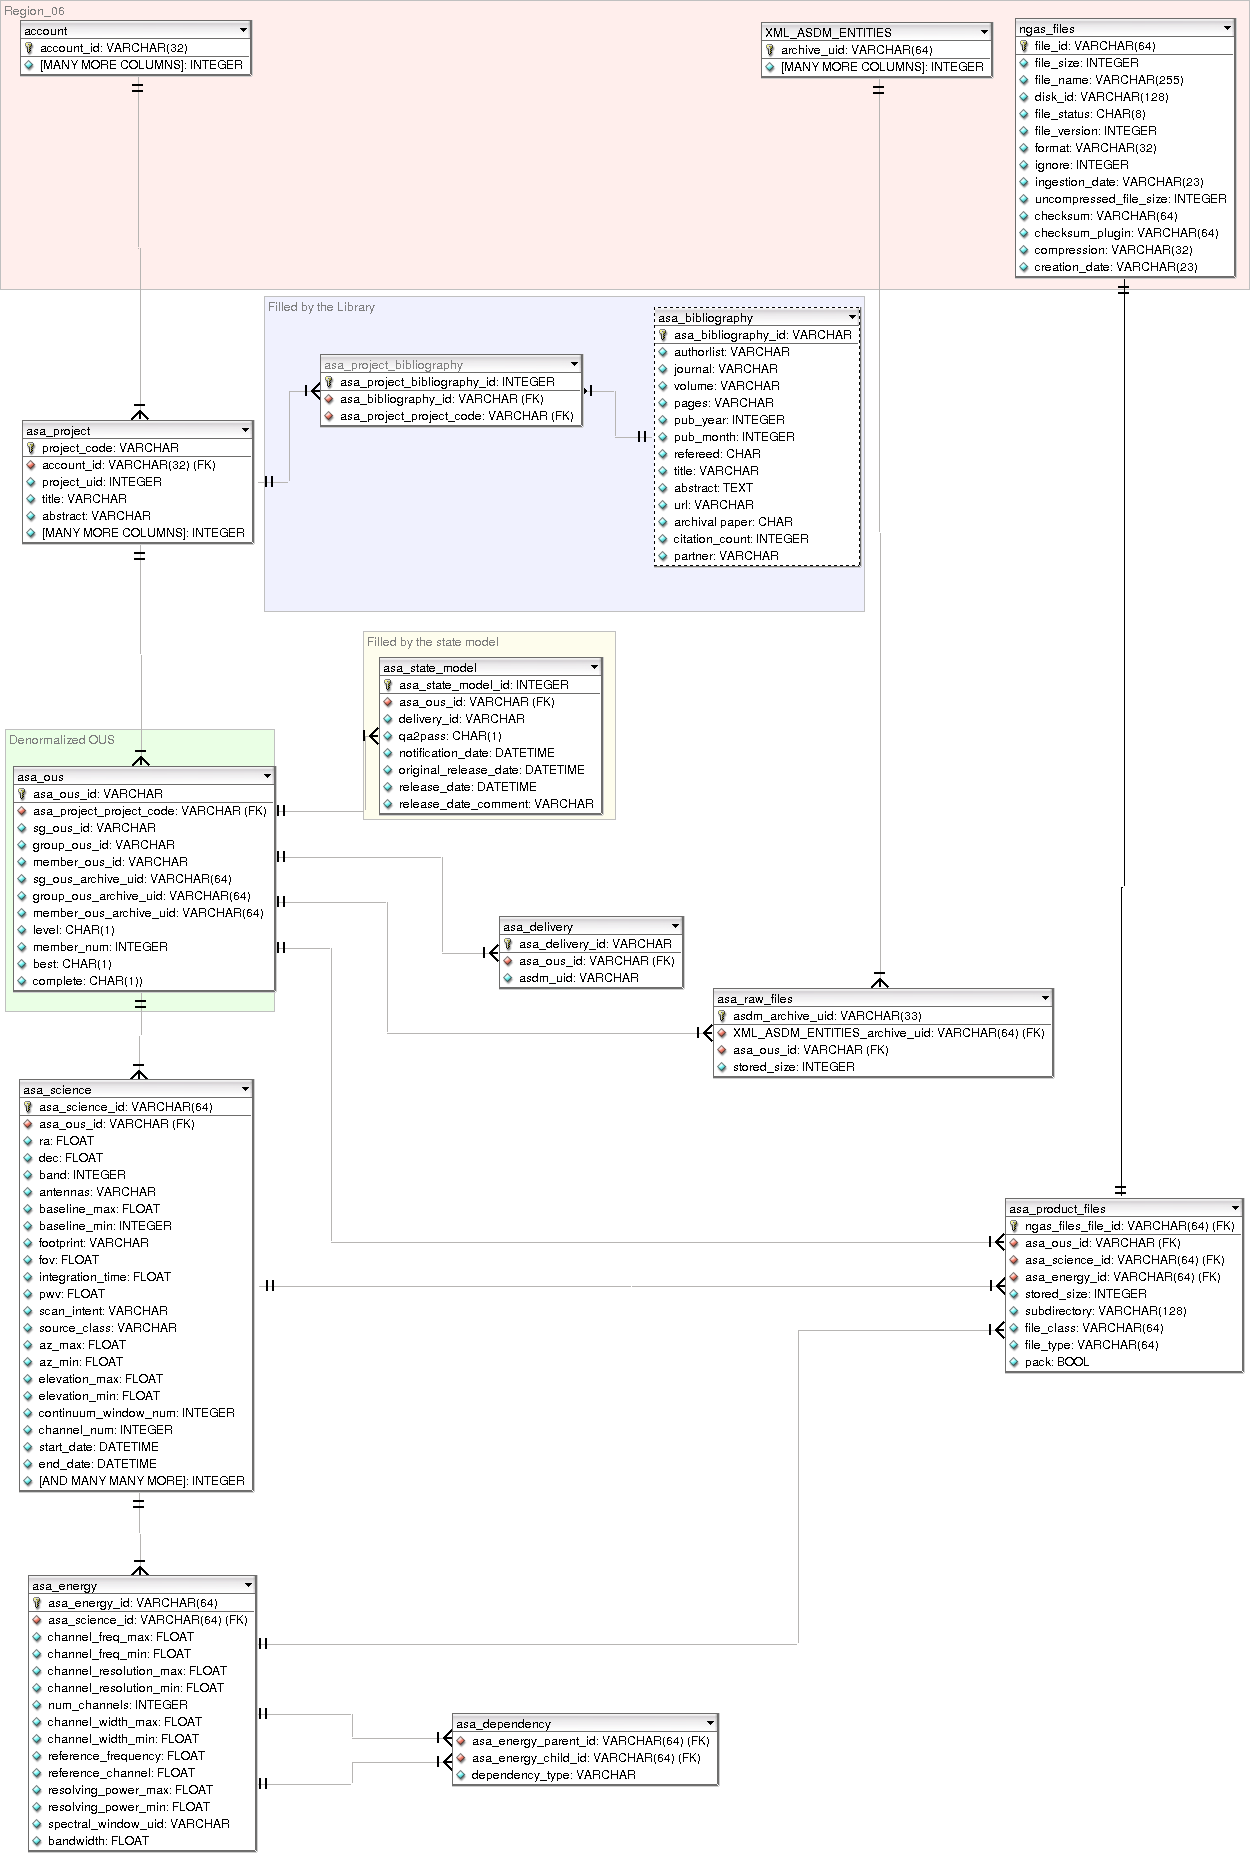 Region_06
account
account_id: VARCHAR(32)
[MANY MORE COLUMNS]: INTEGER
XML_ASDM_ENTITIES
archive_uid: VARCHAR(64)
[MANY MORE COLUMNS]: INTEGER
ngas_files
file_id: VARCHAR(64)
file_size: INTEGER
file_name: VARCHAR(255)
disk_id: VARCHAR(128)
file_status: CHAR(8)
file_version: INTEGER
format: VARCHAR(32)
ignore: INTEGER
ingestion_date: VARCHAR(23)
uncompressed_file_size: INTEGER
checksum: VARCHAR(64)
checksum_plugin: VARCHAR(64)
compression: VARCHAR(32)
creation_date: VARCHAR(23)
Filled by the Library
asa_project_bibliography
asa_project_bibliography_id: INTEGER
asa_bibliography_id: VARCHAR (FK)
asa_project_project_code: VARCHAR (FK)
asa_bibliography
asa_bibliography_id: VARCHAR
authorlist: VARCHAR
journal: VARCHAR
volume: VARCHAR
pages: VARCHAR
pub_year: INTEGER
pub_month: INTEGER
refereed: CHAR
title: VARCHAR
abstract: TEXT
url: VARCHAR
archival paper: CHAR
citation_count: INTEGER
partner: VARCHAR
asa_project
project_code: VARCHAR
account_id: VARCHAR(32) (FK)
project_uid: INTEGER
title: VARCHAR
abstract: VARCHAR
[MANY MORE COLUMNS]: INTEGER
Filled by the state model
asa_state_model
asa_state_model_id: INTEGER
asa_ous_id: VARCHAR (FK)
delivery_id: VARCHAR
qa2pass: CHAR(1)
notification_date: DATETIME
original_release_date: DATETIME
release_date: DATETIME
release_date_comment: VARCHAR
Denormalized OUS
asa_ous
asa_ous_id: VARCHAR
asa_project_project_code: VARCHAR (FK)
sg_ous_id: VARCHAR
group_ous_id: VARCHAR
member_ous_id: VARCHAR
sg_ous_archive_uid: VARCHAR(64)
group_ous_archive_uid: VARCHAR(64)
member_ous_archive_uid: VARCHAR(64)
level: CHAR(1)
member_num: INTEGER
best: CHAR(1)
complete: CHAR(1))
asa_delivery
asa_delivery_id: VARCHAR
asa_ous_id: VARCHAR (FK)
asdm_uid: VARCHAR
asa_raw_files
asdm_archive_uid: VARCHAR(33)
XML_ASDM_ENTITIES_archive_uid: VARCHAR(64) (FK)
asa_ous_id: VARCHAR (FK)
stored_size: INTEGER
asa_science
asa_science_id: VARCHAR(64)
asa_ous_id: VARCHAR (FK)
ra: FLOAT
dec: FLOAT
band: INTEGER
antennas: VARCHAR
baseline_max: FLOAT
baseline_min: INTEGER
footprint: VARCHAR
fov: FLOAT
integration_time: FLOAT
pwv: FLOAT
scan_intent: VARCHAR
source_class: VARCHAR
az_max: FLOAT
az_min: FLOAT
elevation_max: FLOAT
elevation_min: FLOAT
continuum_window_num: INTEGER
channel_num: INTEGER
start_date: DATETIME
end_date: DATETIME
[AND MANY MANY MORE]: INTEGER
asa_product_files
ngas_files_file_id: VARCHAR(64) (FK)
asa_ous_id: VARCHAR (FK)
asa_science_id: VARCHAR(64) (FK)
asa_energy_id: VARCHAR(64) (FK)
stored_size: INTEGER
subdirectory: VARCHAR(128)
file_class: VARCHAR(64)
file_type: VARCHAR(64)
pack: BOOL
asa_energy
asa_energy_id: VARCHAR(64)
asa_science_id: VARCHAR(64) (FK)
channel_freq_max: FLOAT
channel_freq_min: FLOAT
channel_resolution_max: FLOAT
channel_resolution_min: FLOAT
num_channels: INTEGER
channel_width_max: FLOAT
channel_width_min: FLOAT
reference_frequency: FLOAT
reference_channel: FLOAT
resolving_power_max: FLOAT
resolving_power_min: FLOAT
spectral_window_uid: VARCHAR
bandwidth: FLOAT
asa_dependency
asa_energy_parent_id: VARCHAR(64) (FK)
asa_energy_child_id: VARCHAR(64) (FK)
dependency_type: VARCHAR